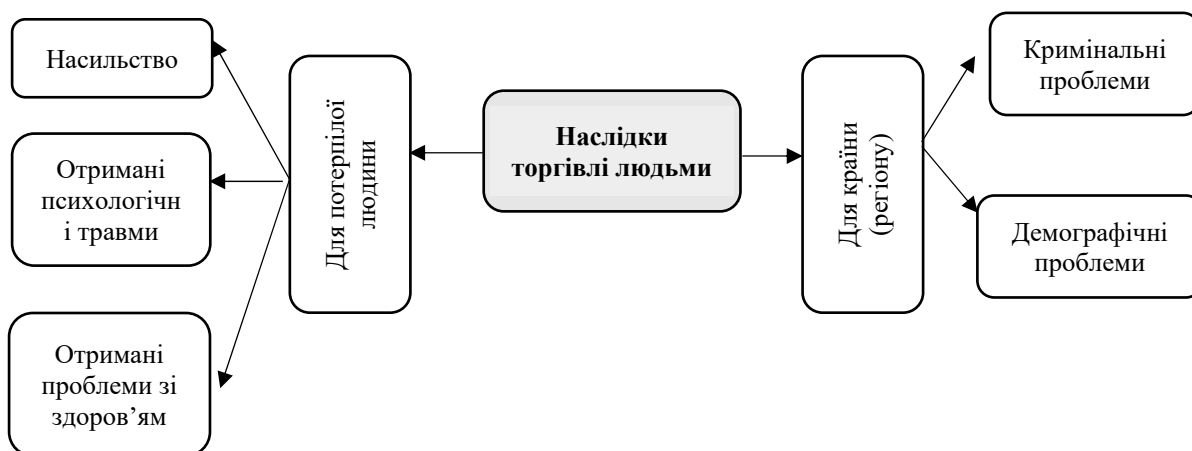 Насильство
Отримані
психологічн
і травми
Отримані
проблеми зі
здоров’ям
Для потерпілої
людини
Наслідки
торгівлі людьми
Для країни
(регіону)
Кримінальні
проблеми
Демографічні
проблеми